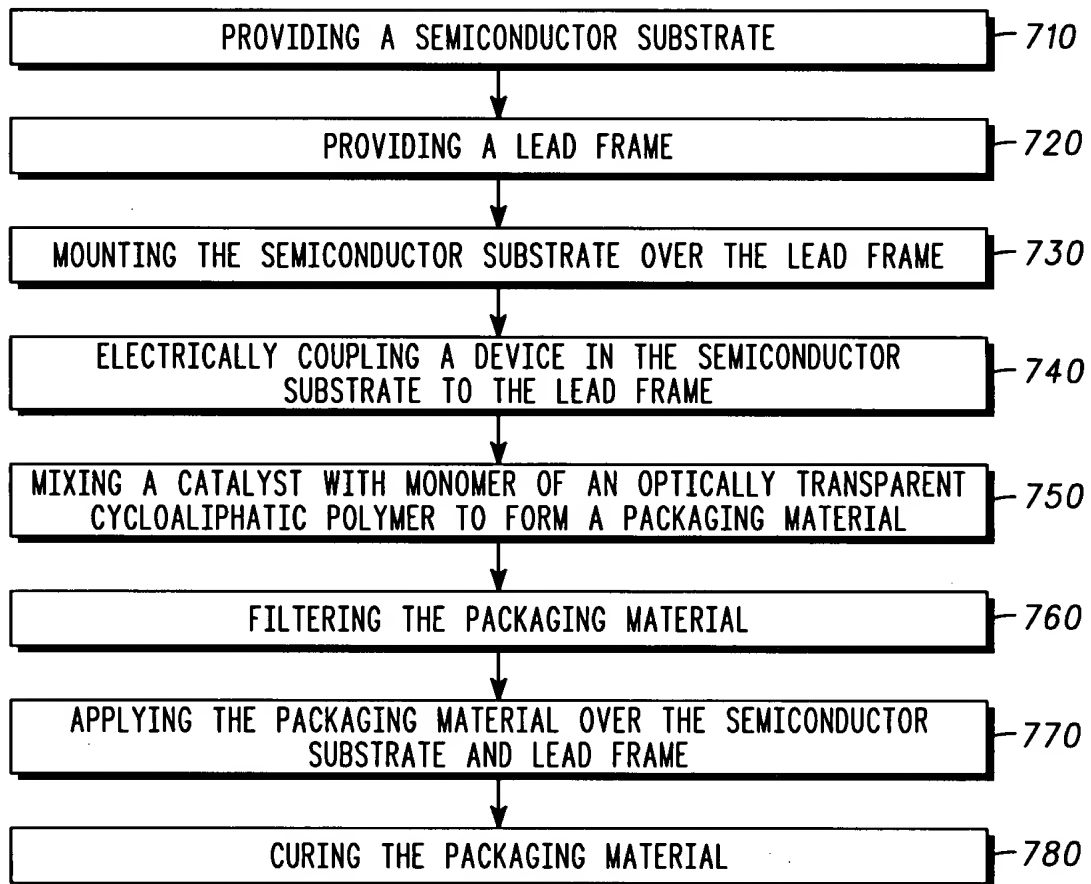 PROVIDING A SEMICONDUCTOR SUBSTRATE 710
PROVIDING A LEAD FRAME 720
MOUNTING THE SEMICONDUCTOR SUBSTRATE OVER THE LEAD FRAME 730
ELECTRICALLY COUPLING A DEVICE IN THE SEMICONDUCTOR
SUBSTRATE TO THE LEAD FRAME 740
MIXING A CATALYST WITH MONOMER OF AN OPTICALLY TRANSPARENT
CYCLOALIPHATIC POLYMER TO FORM A PACKAGING MATERIAL 750
FILTERING THE PACKAGING MATERIAL 760
APPLYING THE PACKAGING MATERIAL OVER THE SEMICONDUCTOR
SUBSTRATE AND LEAD FRAME 770
CURING THE PACKAGING MATERIAL 780